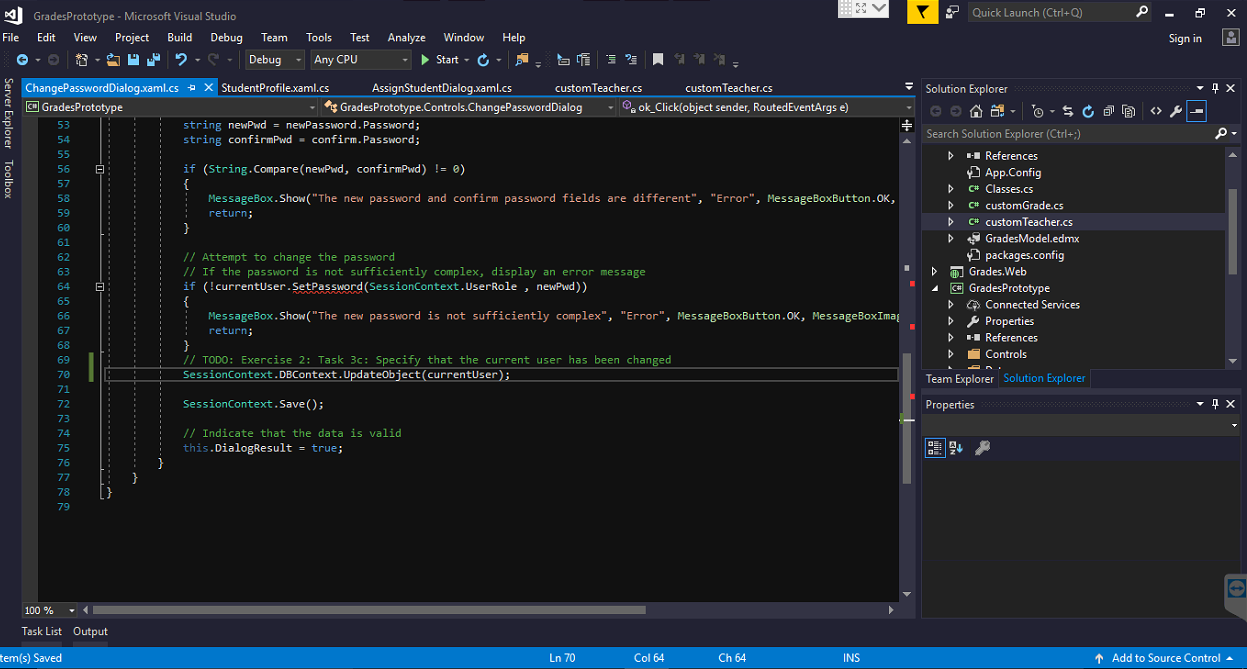 GradesPrototype - Microsoft Visual Studio
Quick Launch (Ctrl+Q)
File Edit View Project Build Debug Team Tools Test Analyze Window Help
Sign in
Debug Any CPU Start
Server Explorer
Toolbox
ChangePasswordDialog.xaml.cs StudentProfile.xaml.cs AssignStudentDialog.xaml.cs customTeacher.cs customTeacher.cs
GradesPrototype GradesPrototype.Controls.ChangePasswordDialog ok_Click(object sender, RoutedEventArgs e)
53 string newPwd = newPassword.Password;
54 string confirmPwd = confirm.Password;
55
56 if (String.Compare(newPwd, confirmPwd) != 0)
57 {
58 MessageBox.Show("The new password and confirm password fields are different", "Error", MessageBoxButton.OK,
59 return;
60 }
61
62 // Attempt to change the password
63 // If the password is not sufficiently complex, display an error message
64 if (!currentUser.SetPassword(SessionContext.UserRole , newPwd))
65 {
66 MessageBox.Show("The new password is not sufficiently complex", "Error", MessageBoxButton.OK, MessageBoxImag
67 return;
68 }
69 // TODO: Exercise 2: Task 3c: Specify that the current user has been changed
70 SessionContext.DBContext.UpdateObject(currentUser);
71
72 SessionContext.Save();
73
74 // Indicate that the data is valid
75 this.DialogResult = true;
76 }
77 }
78 }
79
100 %
Solution Explorer
Search Solution Explorer (Ctrl+;)
References
App.Config
C# Classes.cs
C# customGrade.cs
C# customTeacher.cs
GradesModel.edmx
packages.config
Grades.Web
C# GradesPrototype
Connected Services
Properties
References
Controls
Team Explorer Solution Explorer
Properties
Task List Output
tem(s) Saved Ln 70 Col 64 Ch 64 INS Add to Source Control